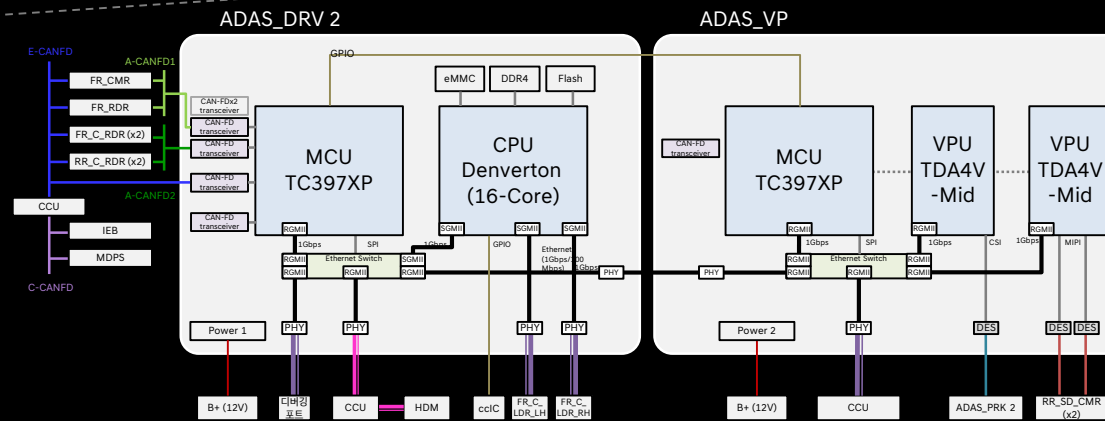 ADAS_DRV 2
ADAS_VP
E-CANFD
A-CANFD1
FR_CMR
FR_RDR
FR_C_RDR (x2)
RR_C_RDR (x2)
A-CANFD2
CCU
IEB
MDPS
C-CANFD
GPIO
eMMC
DDR4
Flash
CAN-FDx2
transceiver
CAN-FD
transceiver
CAN-FD
transceiver
CAN-FD
transceiver
CAN-FD
transceiver
MCU
TC397XP
CPU
Denverton
(16-Core)
RGMII
SGMII
SGMII
SGMII
1Gbps
SPI
1Gbps
GPIO
Ethernet
(1Gbps/100
Mbps)
1Gbps
Ethernet Switch
RGMII
SGMII
RGMII
RGMII
RGMII
PHY
PHY
PHY
PHY
PHY
PHY
Power 1
B+ (12V)
디버깅
포트
CCU
HDM
ccIC
FR_C_
LDR_LH
FR_C_
LDR_RH
CAN-FD
transceiver
MCU
TC397XP
VPU
TDA4V
-Mid
VPU
TDA4V
-Mid
RGMII
RGMII
RGMII
1Gbps
SPI
1Gbps
CSI
1Gbps
MIPI
Ethernet Switch
RGMII
RGMII
RGMII
RGMII
RGMII
Power 2
PHY
DES
DES
DES
B+ (12V)
CCU
ADAS_PRK 2
RR_SD_CMR
(x2)